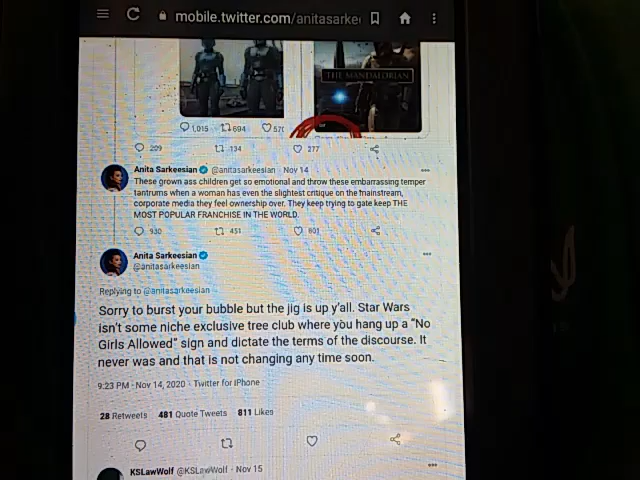 mobile.twitter.com/anitasarkee
THE MANDALORIAN
1,015 694 570
209 134 277
Anita Sarkeesian @anitasarkeesian · Nov 14
These grown ass children get so emotional and throw these embarrassing temper
tantrums when a woman has even the slightest critique on the mainstream,
corporate media they feel ownership over. They keep trying to gate keep THE
MOST POPULAR FRANCHISE IN THE WORLD.
930 451 601
Anita Sarkeesian
@anitasarkeesian
Replying to @anitasarkeesian
Sorry to burst your bubble but the jig is up y'all. Star Wars
isn't some niche exclusive tree club where you hang up a "No
Girls Allowed" sign and dictate the terms of the discourse. It
never was and that is not changing any time soon.
9:23 PM · Nov 14, 2020 · Twitter for iPhone
28 Retweets 481 Quote Tweets 811 Likes
KSLawWolf @KSLawWolf · Nov 15